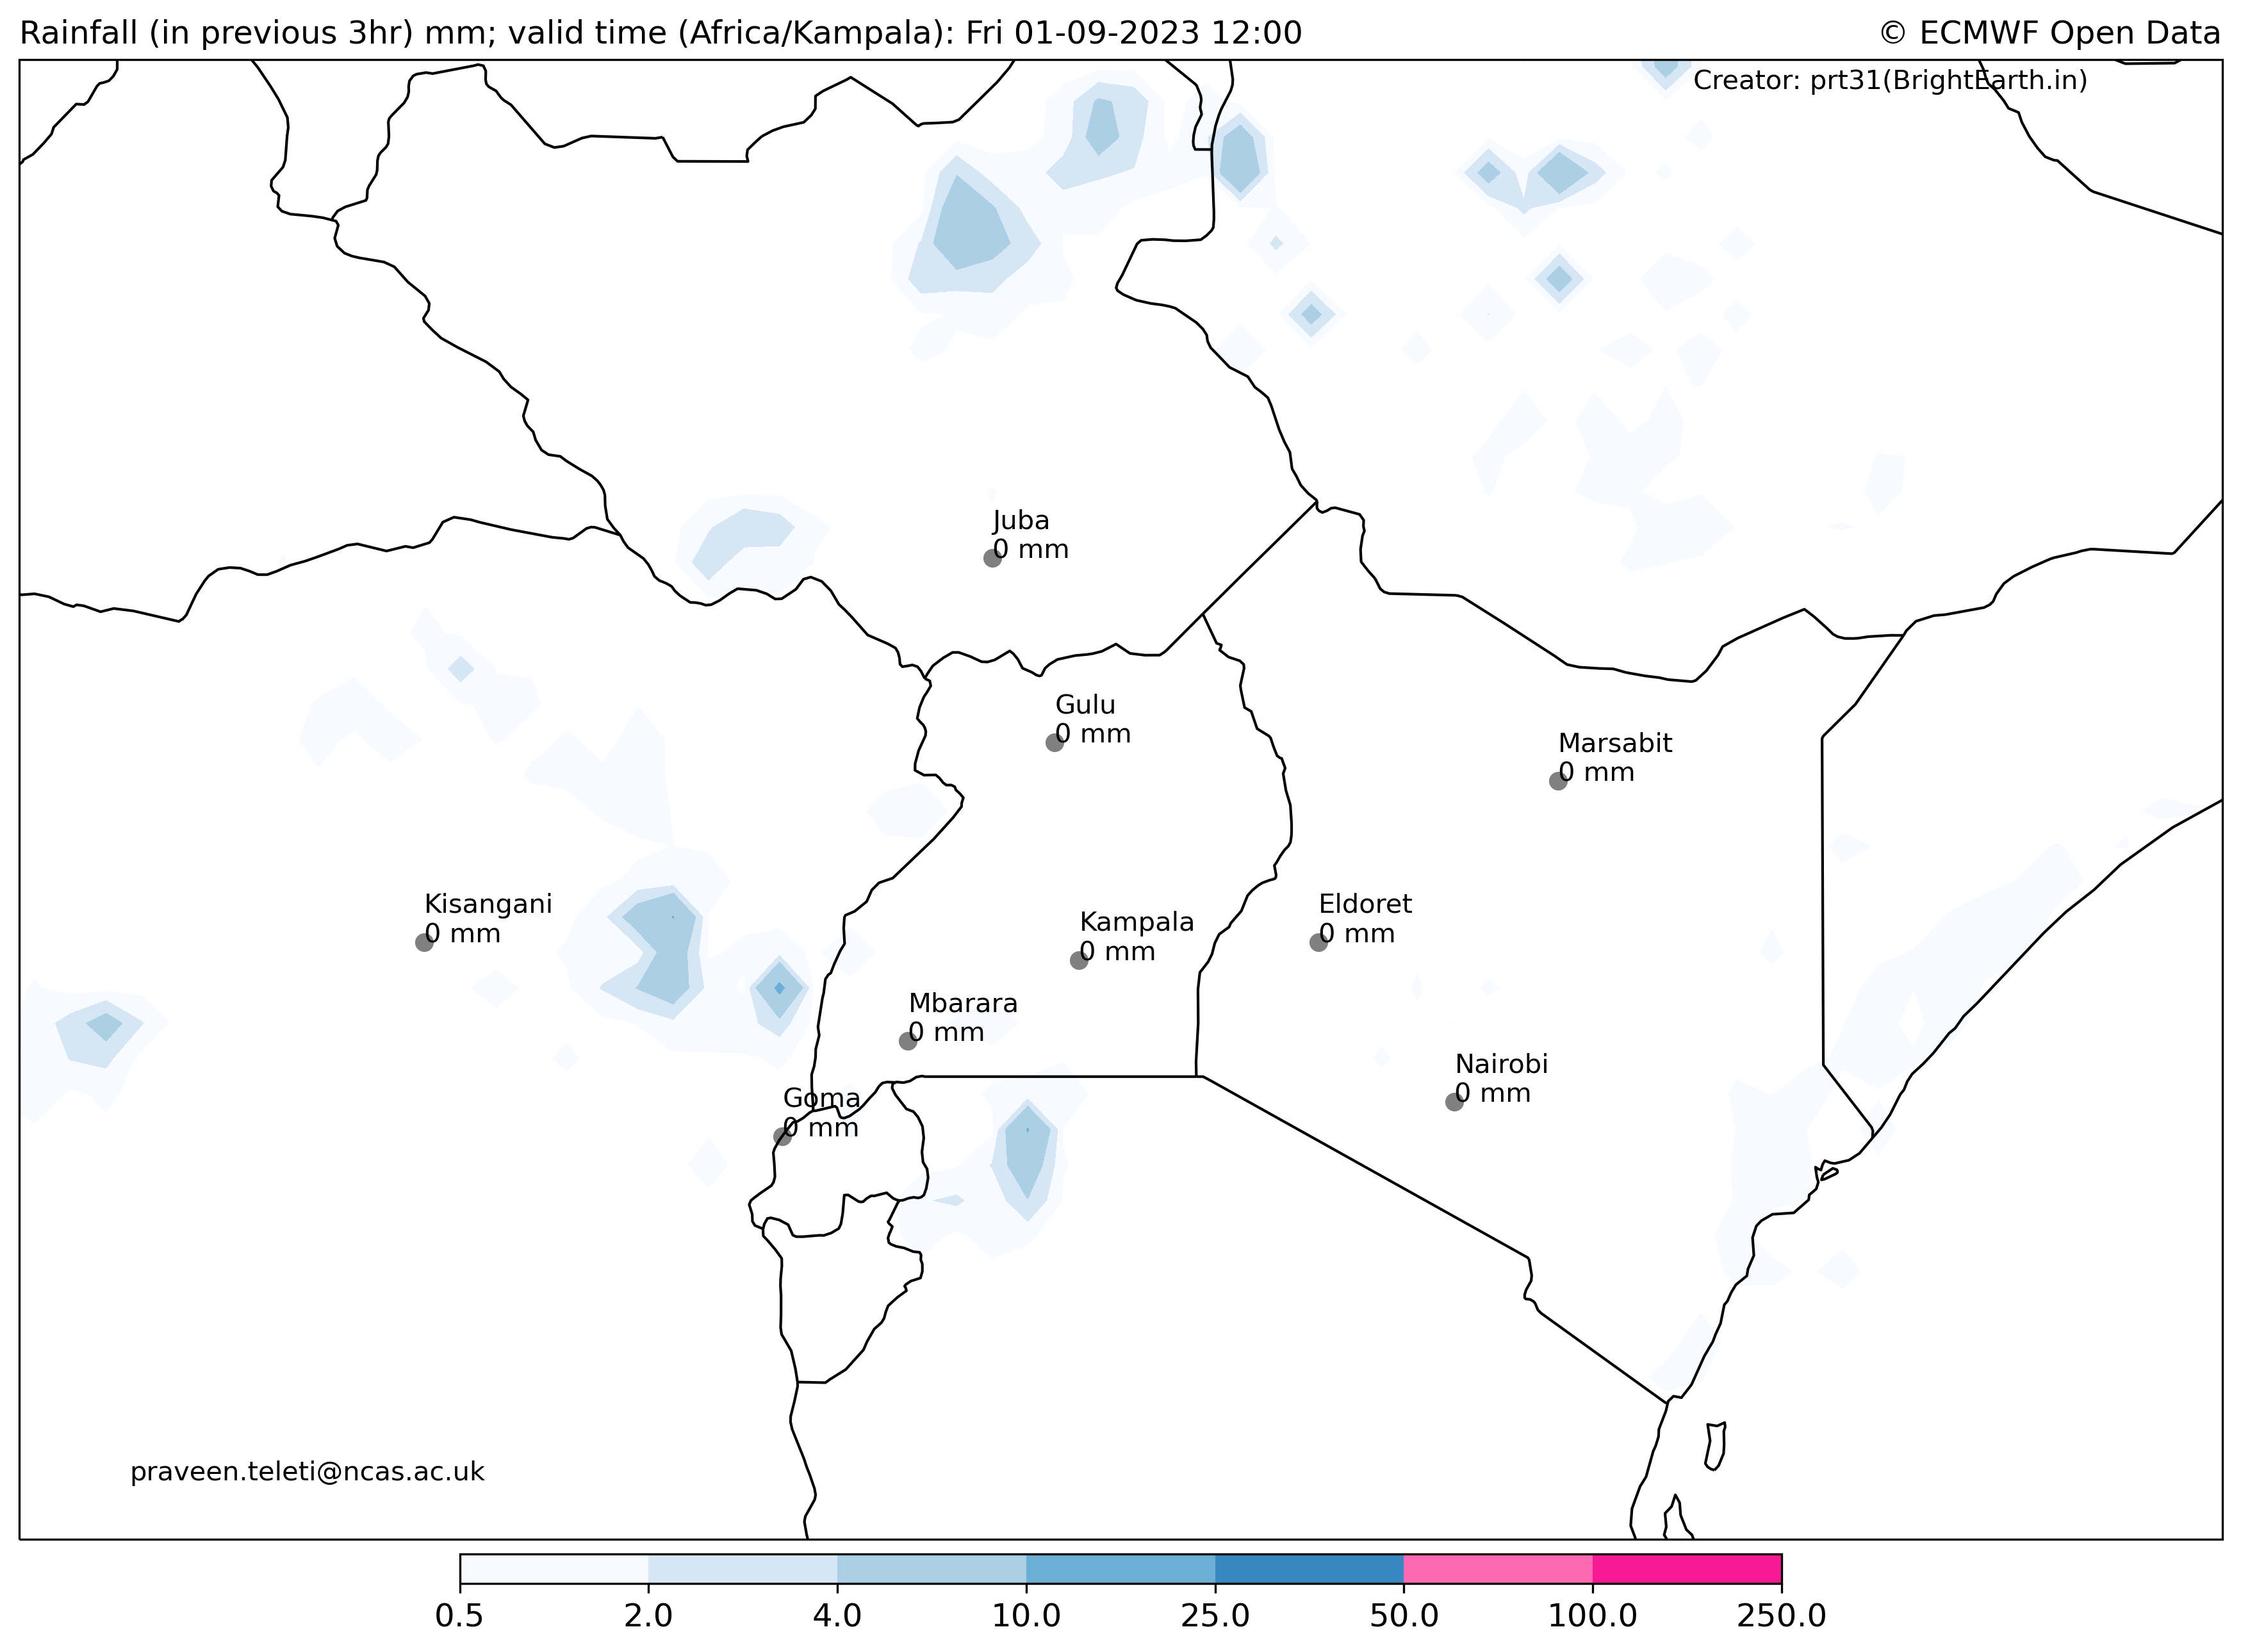 Rainfall (in previous 3hr) mm; valid time (Africa/Kampala): Fri 01-09-2023 12:00
© ECMWF Open Data
Creator: prt31(BrightEarth.in)
Juba
0 mm
Gulu
0 mm
Marsabit
0 mm
Kisangani
0 mm
Eldoret
0 mm
Kampala
0 mm
Mbarara
0 mm
Nairobi
0 mm
Goma
0 mm
praveen.teleti@ncas.ac.uk
0.5 2.0 4.0 10.0 25.0 50.0 100.0 250.0